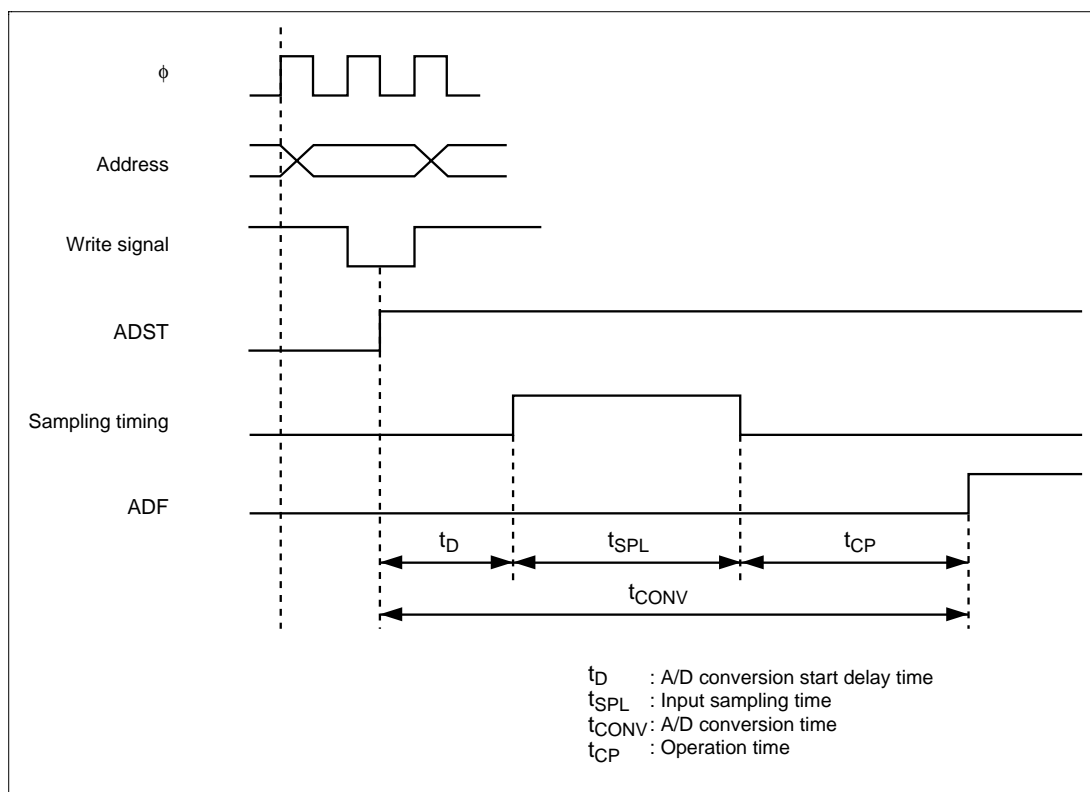 ϕ
Address
Write signal
ADST
Sampling timing
ADF
tD tSPL tCP
tCONV
tD : A/D conversion start delay time
tSPL : Input sampling time
tCONV : A/D conversion time
tCP : Operation time